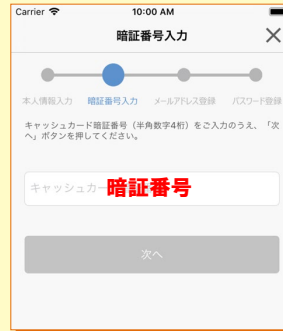 Carrier 10:00 AM
暗証番号入力
本人情報入力 暗証番号入力 メールアドレス登録 パスワード登録
キャッシュカード暗証番号（半角数字4桁）をご入力のうえ、「次
へ」ボタンを押してください。
キャッシュカー
暗証番号
次へ